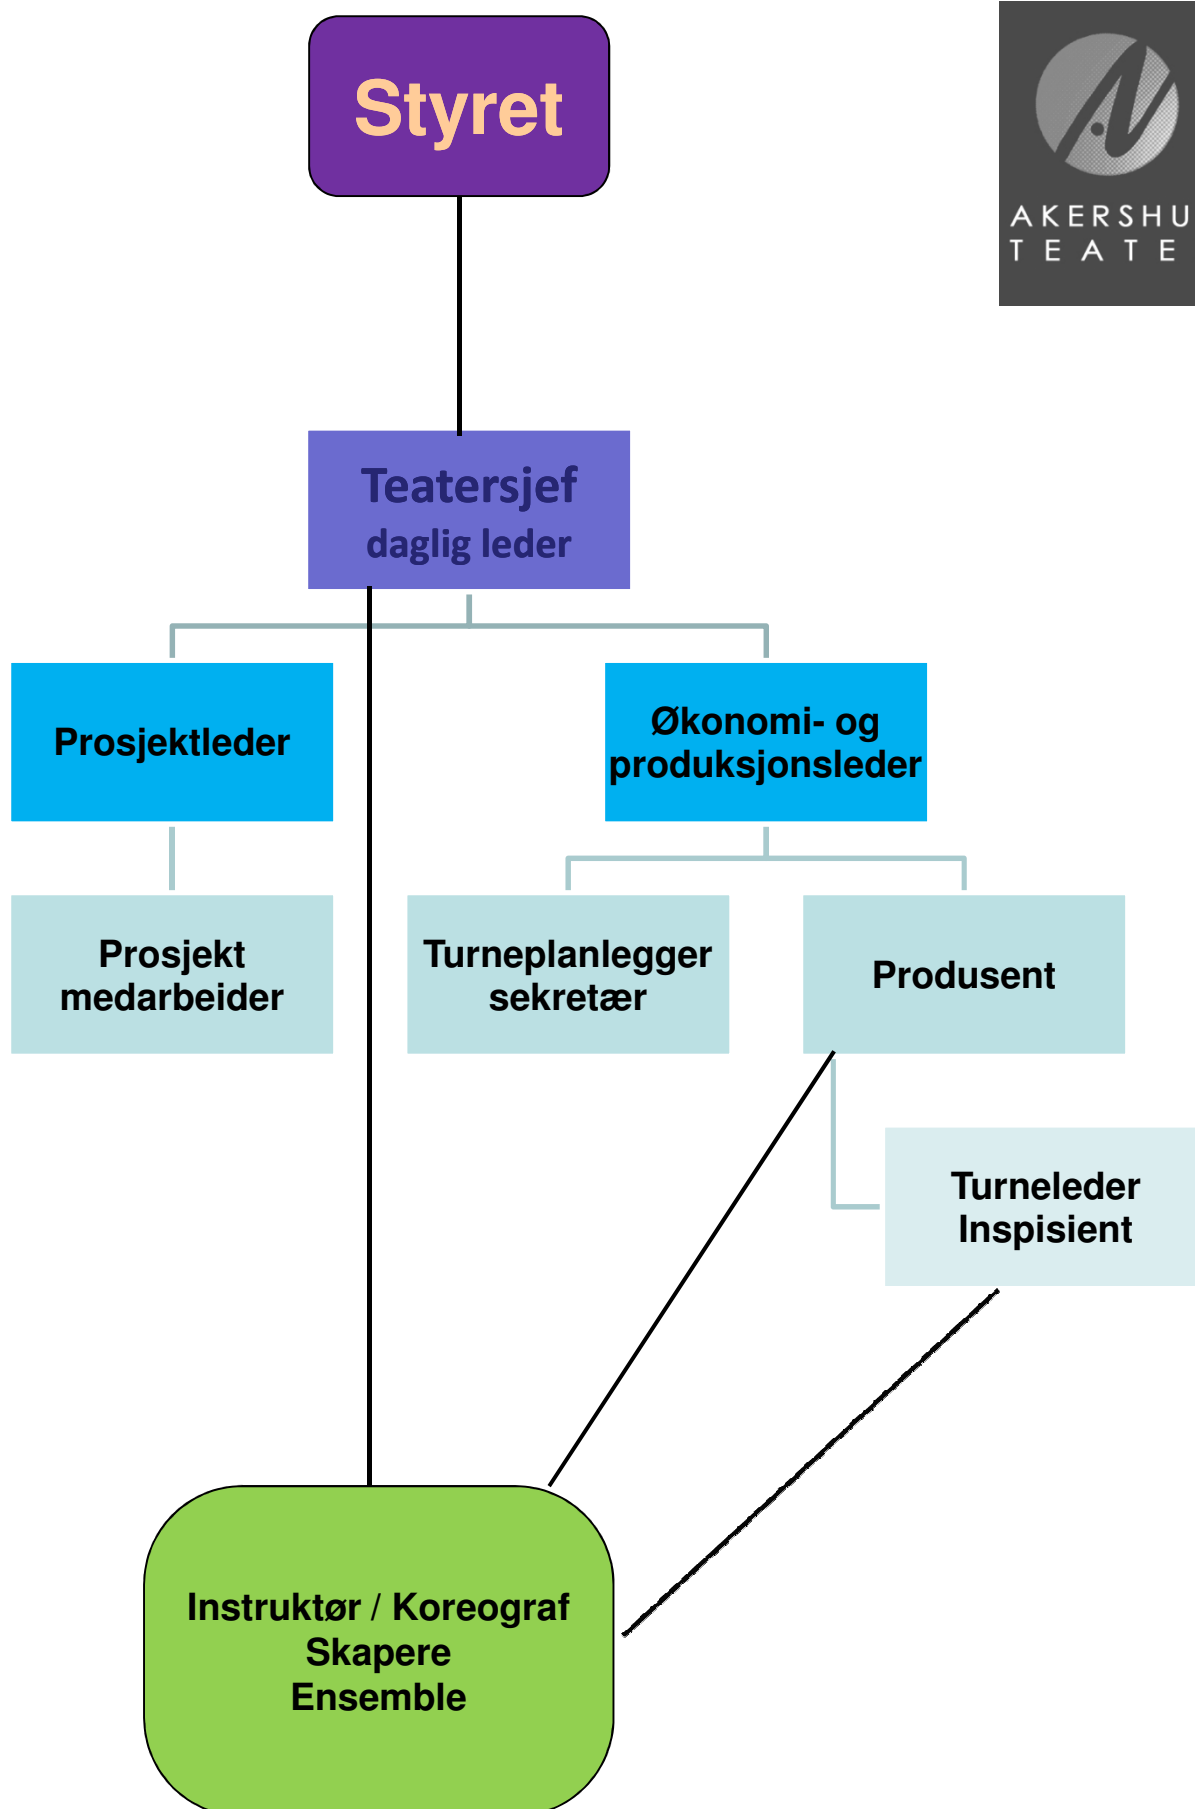 Styret
AKERSHU
TEATE
Teatersjef
daglig leder
Prosjektleder
Økonomi- og
produksjonsleder
Prosjekt
medarbeider
Turneplanlegger
sekretær
Produsent
Turneleder
Inspisient
Instruktør / Koreograf
Skapere
Ensemble